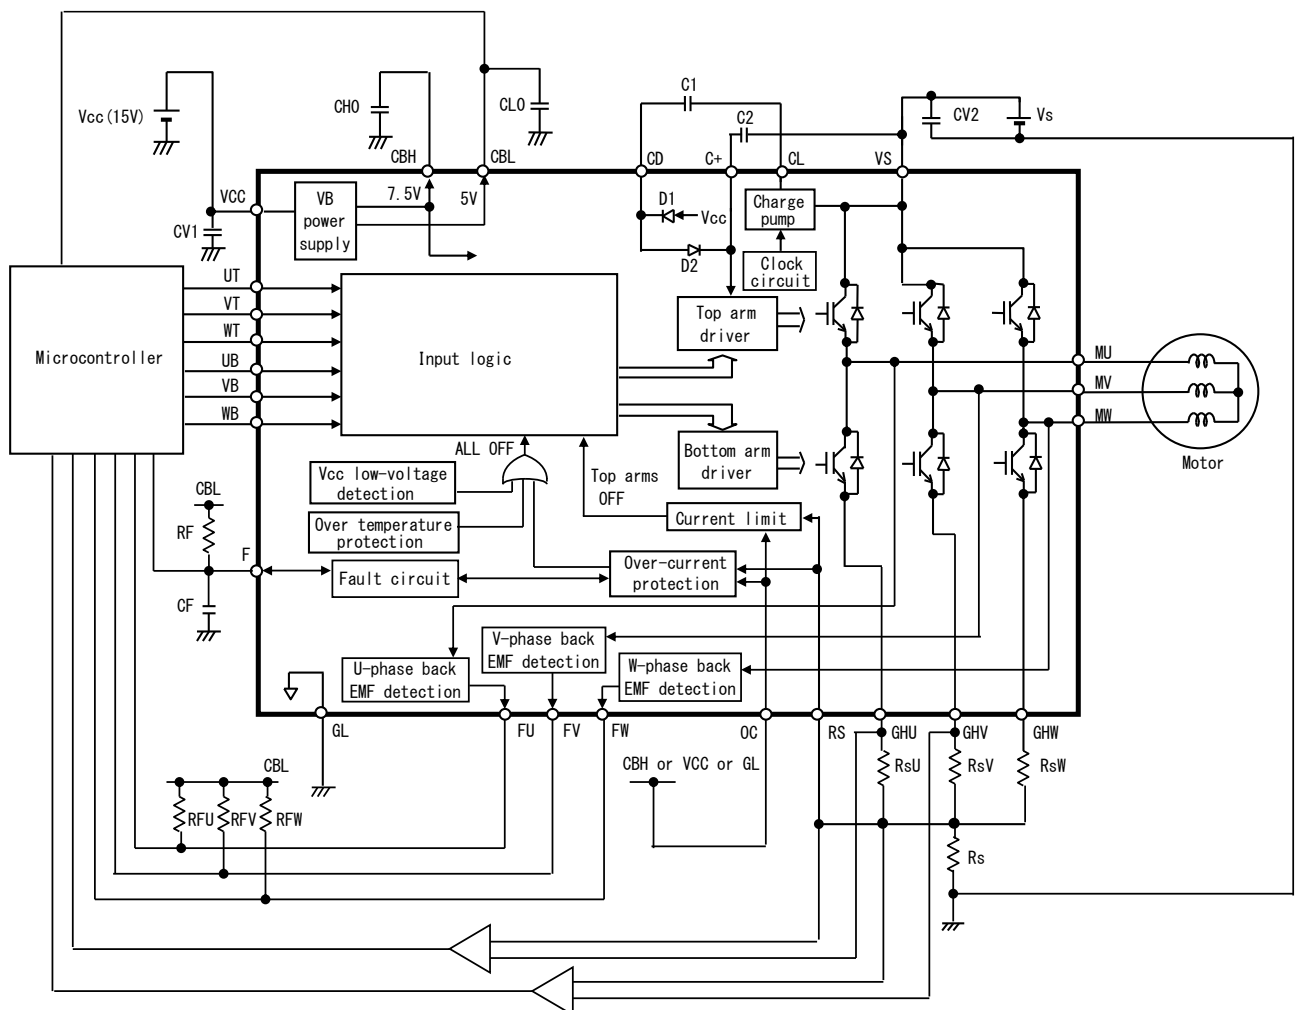 C1
Vcc(15V)
CH0
CL0
C2
CV2
Vs
CBH
CBL
CD
C+
CL
VS
VCC
CV1
VB
power
supply
7.5V
5V
D1
Vcc
D2
Charge
pump
Clock
circuit
UT
VT
WT
UB
VB
WB
Microcontroller
Input logic
Top arm
driver
Bottom arm
driver
MU
MV
MW
Motor
ALL OFF
Top arms
OFF
Vcc low-voltage
detection
Over temperature
protection
Current limit
CBL
RF
F
CF
Fault circuit
Over-current
protection
U-phase back
EMF detection
V-phase back
EMF detection
W-phase back
EMF detection
GL
FU
FV
FW
OC
RS
GHU
GHV
GHW
CBH or VCC or GL
RsU
RsV
RsW
CBL
RFU
RFV
RFW
Rs